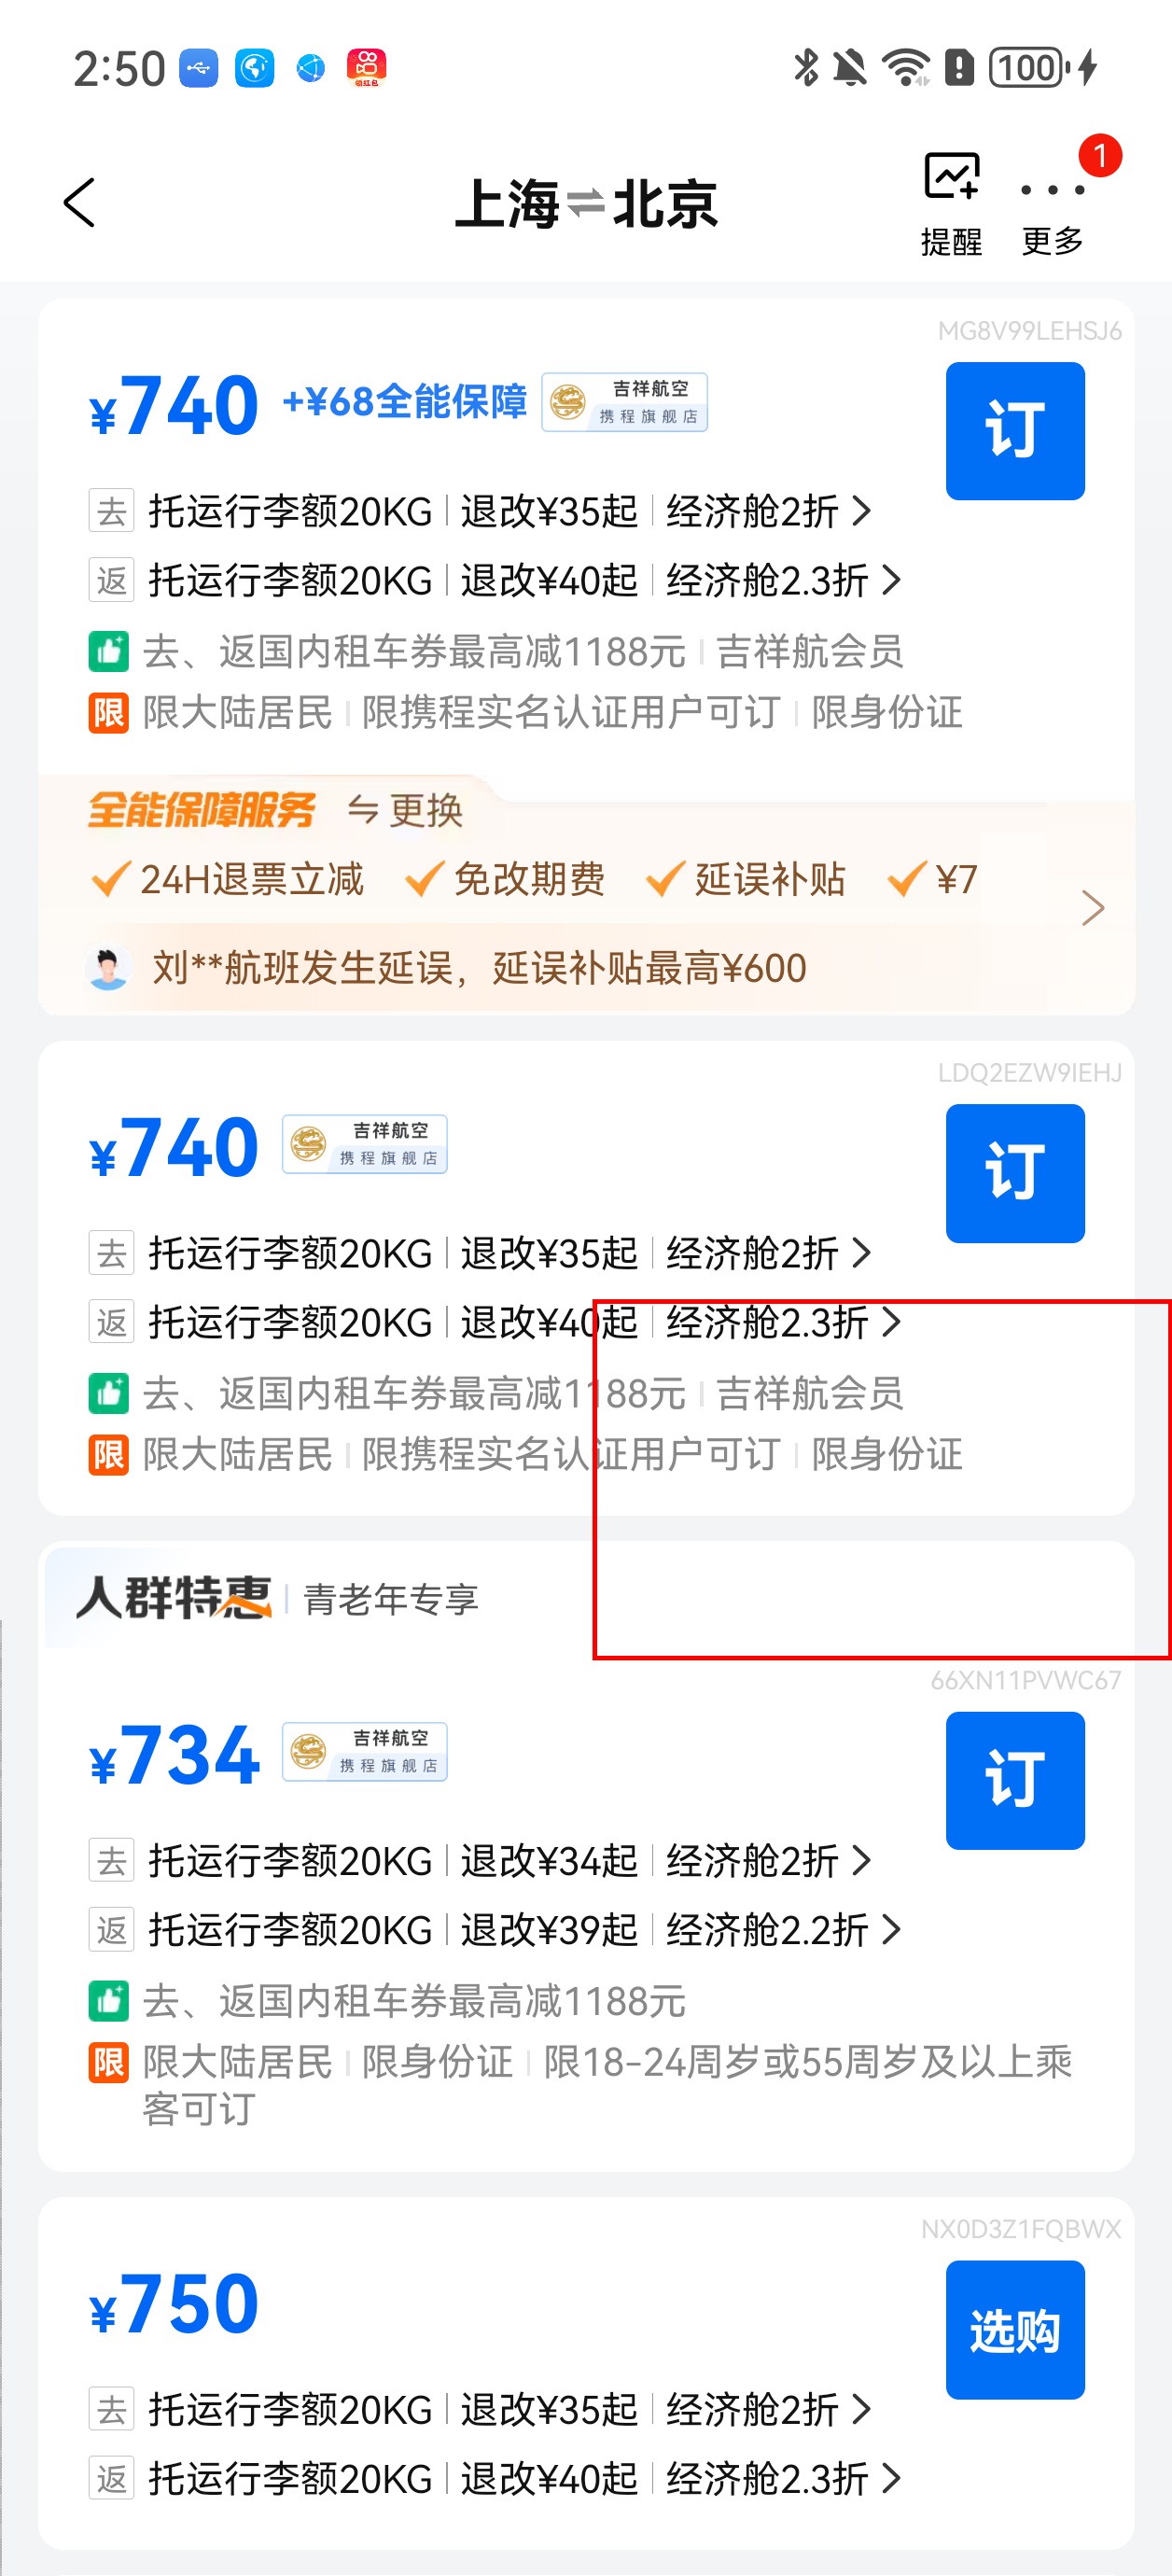 2:50
100
上海⇌北京
提醒
更多
1
MG8V99LEHSJ6
¥740 +¥68全能保障 吉祥航空 携程旗舰店
订
去 托运行李额20KG 退改¥35起 经济舱2折
返 托运行李额20KG 退改¥40起 经济舱2.3折
去、返国内租车券最高减1188元 吉祥航会员
限 限大陆居民 限携程实名认证用户可订 限身份证
全能保障服务 ⇋更换
24H退票立减 免改期费 延误补贴 ¥7
刘**航班发生延误，延误补贴最高¥600
LDQ2EZW9IEHJ
¥740 吉祥航空 携程旗舰店
订
去 托运行李额20KG 退改¥35起 经济舱2折
返 托运行李额20KG 退改¥40起 经济舱2.3折
去、返国内租车券最高减1188元 吉祥航会员
限 限大陆居民 限携程实名认证用户可订 限身份证
人群特惠 青老年专享
66XN11PVWC67
¥734 吉祥航空 携程旗舰店
订
去 托运行李额20KG 退改¥34起 经济舱2折
返 托运行李额20KG 退改¥39起 经济舱2.2折
去、返国内租车券最高减1188元
限 限大陆居民 限身份证 限18-24周岁或55周岁及以上乘
客可订
NX0D3Z1FQBWX
¥750
选购
去 托运行李额20KG 退改¥35起 经济舱2折
返 托运行李额20KG 退改¥40起 经济舱2.3折